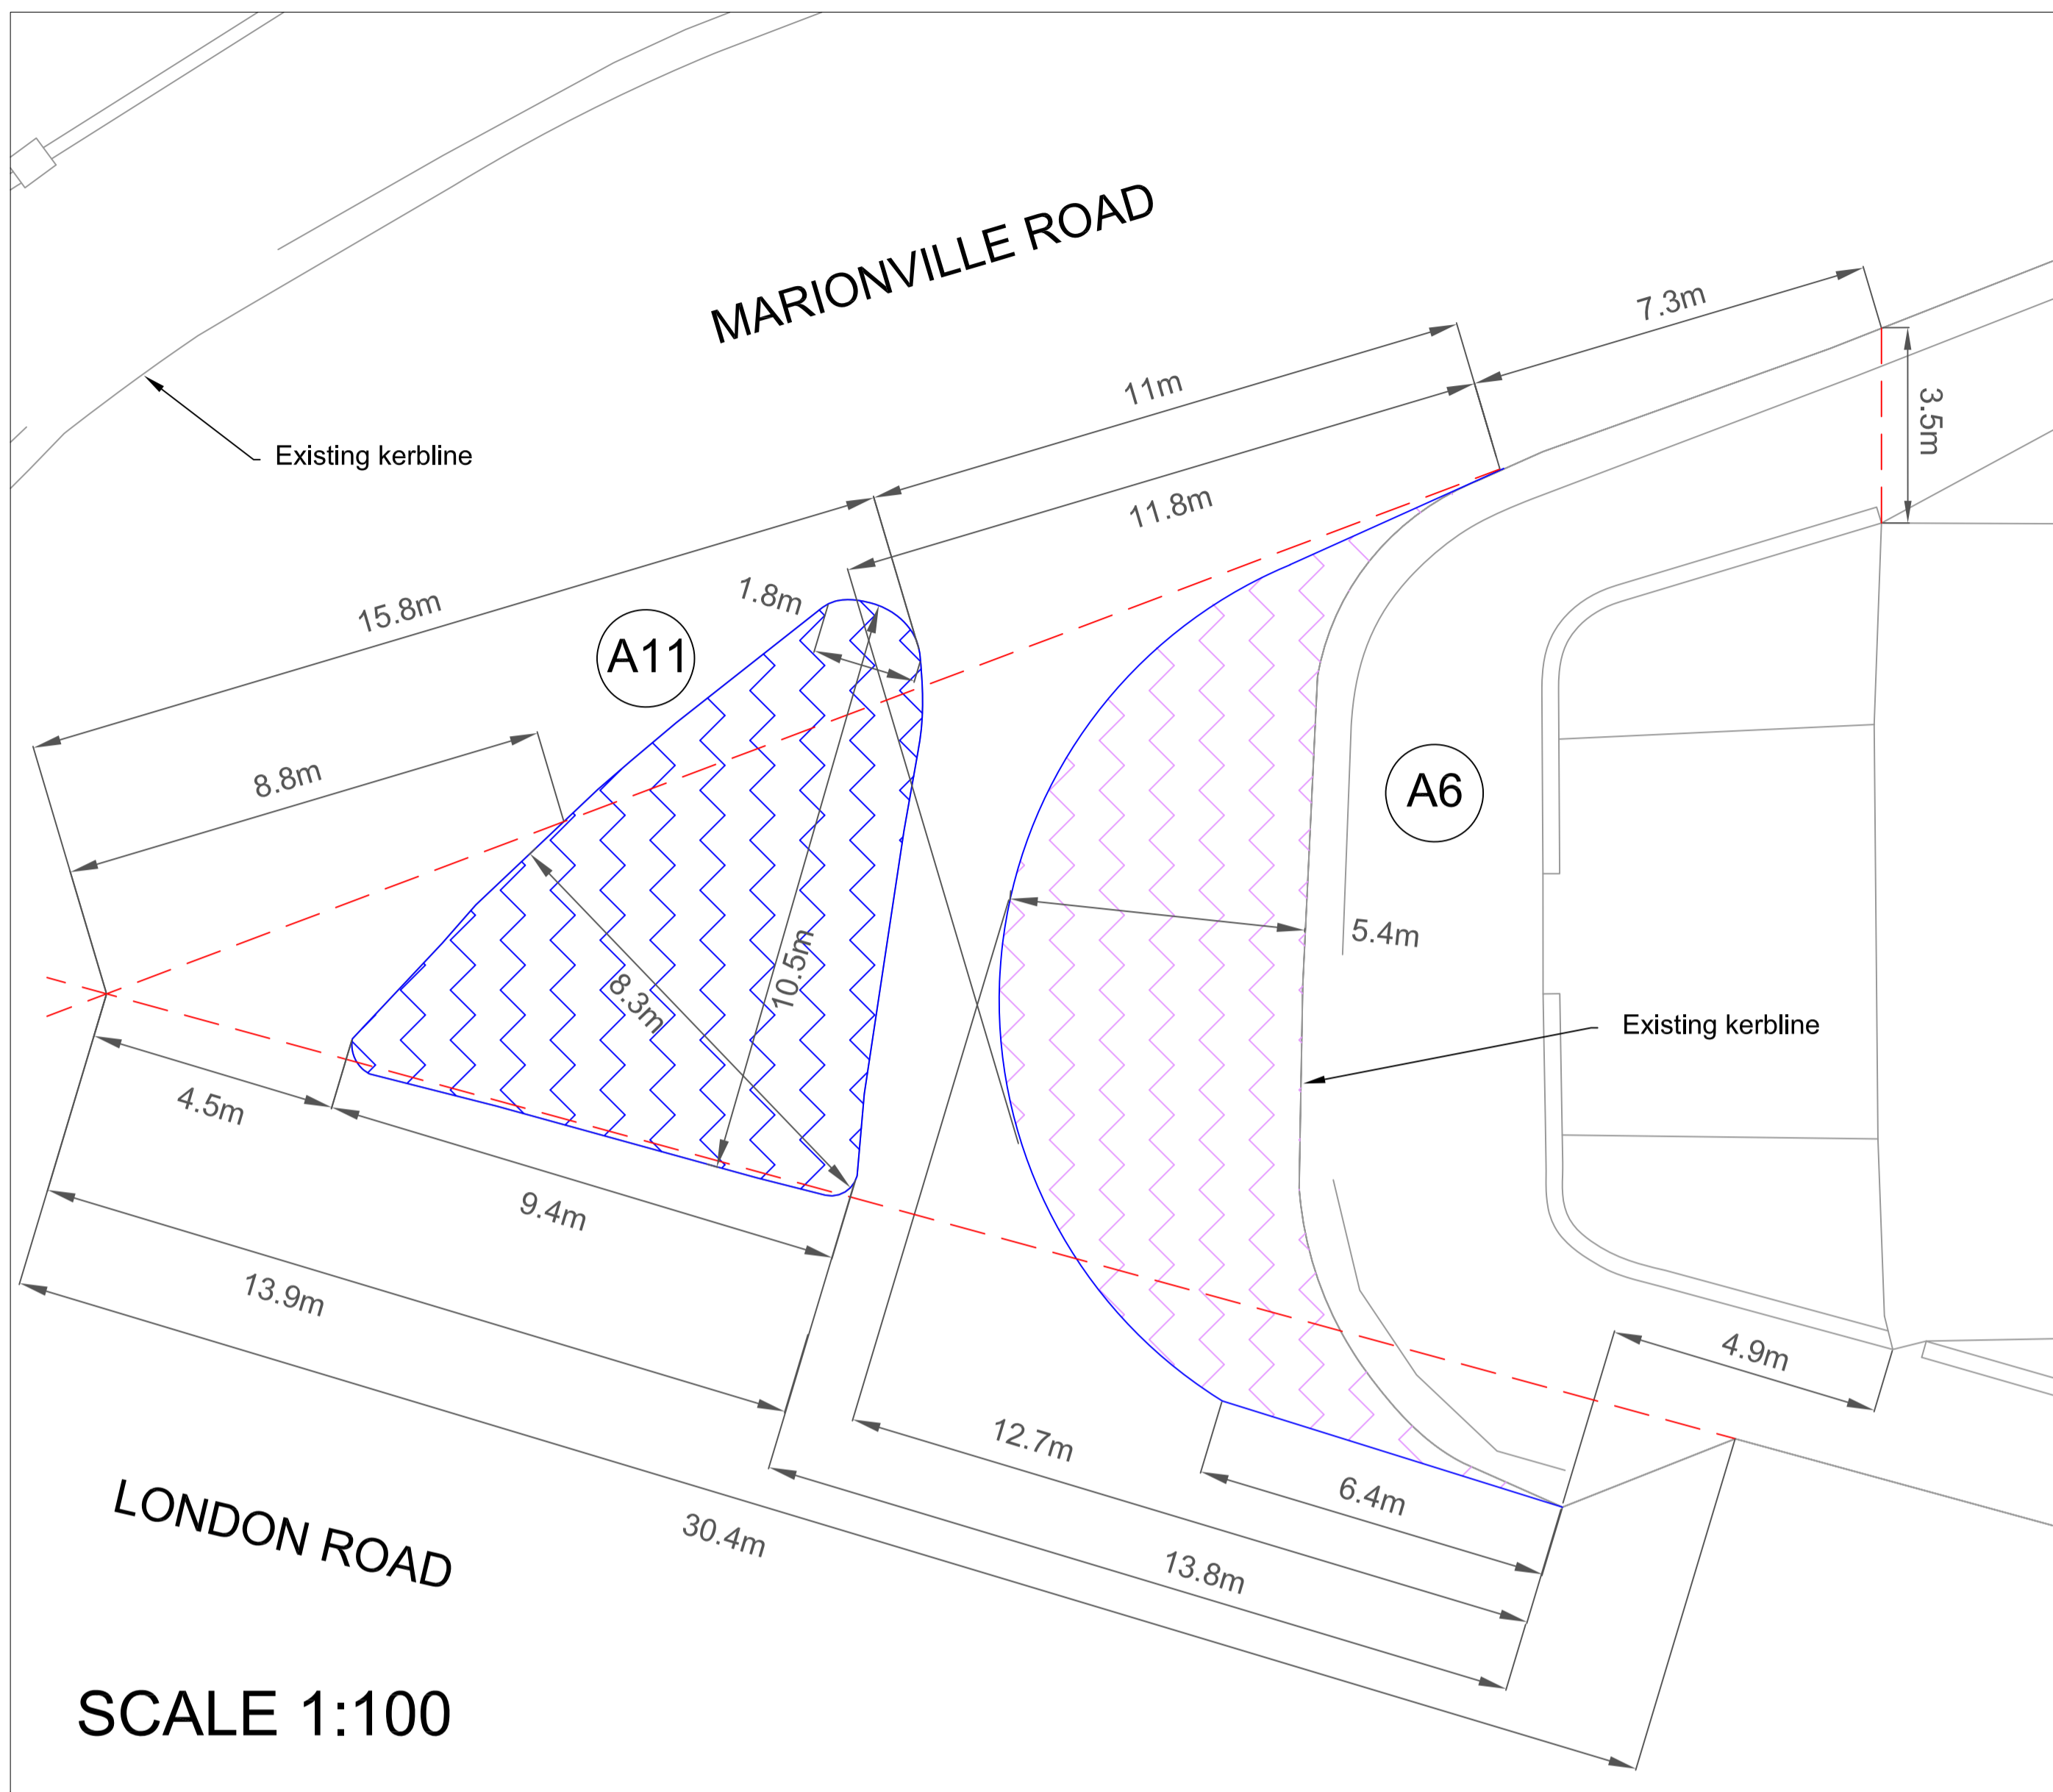 MARIONVILLE ROAD
7.3m
11m
3.5m
Existing kerbline
11.8m
1.8m
15.8m
A11
8.8m
A6
5.4m
10.5m
8.3m
Existing kerbline
4.5m
9.4m
13.9m
4.9m
12.7m
6.4m
LONDON ROAD
30.4m
13.8m
SCALE 1:100